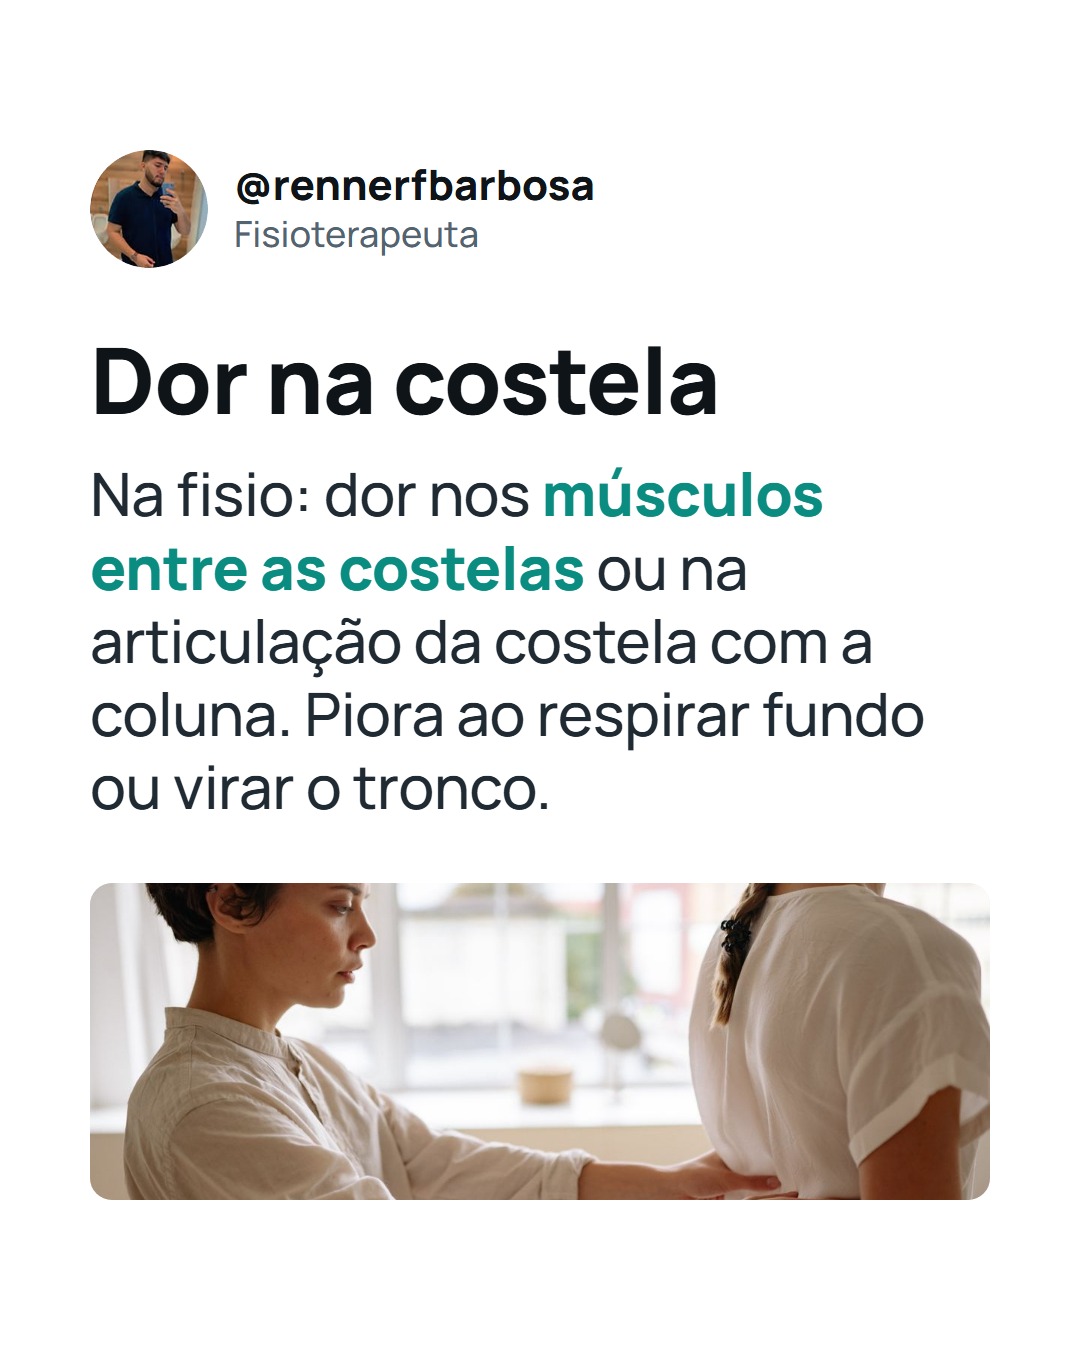 @rennerfbarbosa
Fisioterapeuta
Dor na costela
Na fisio: dor nos músculos
entre as costelas ou na
articulação da costela com a
coluna. Piora ao respirar fundo
ou virar o tronco.